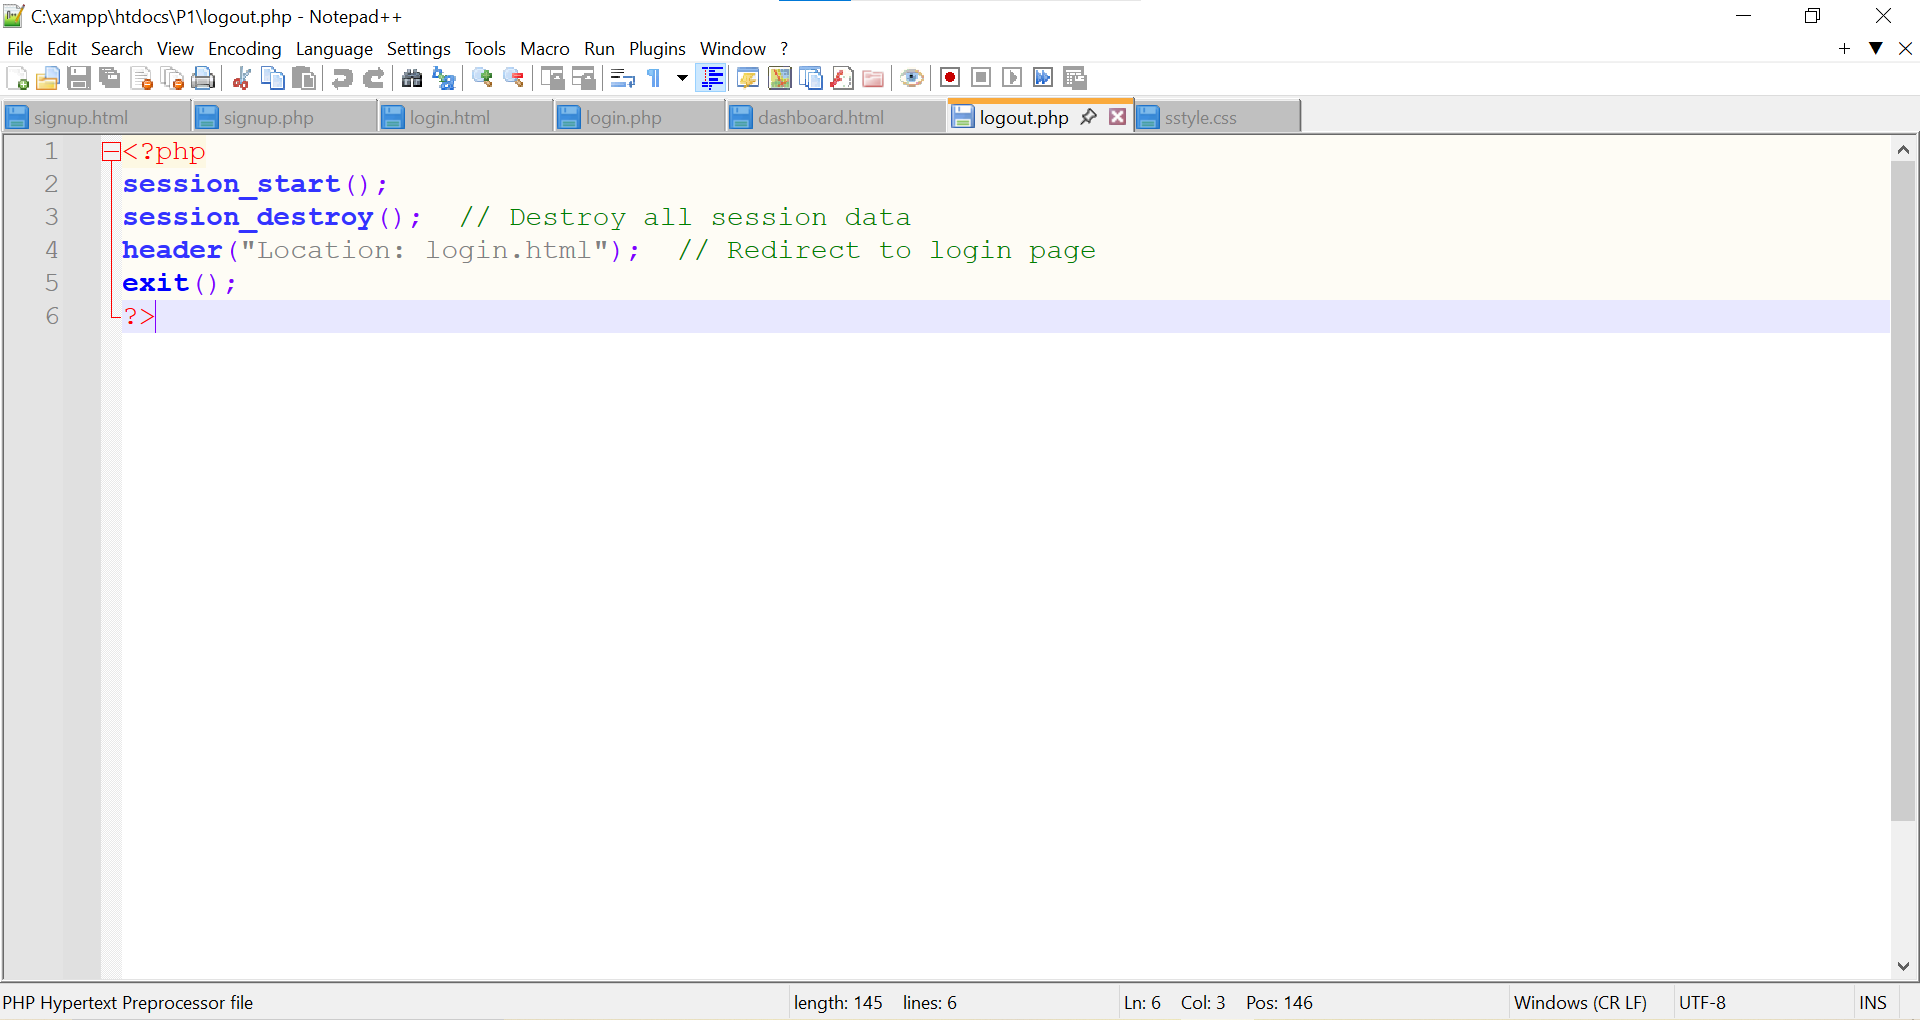 C:\xampp\htdocs\P1\logout.php - Notepad++
File Edit Search View Encoding Language Settings Tools Macro Run Plugins Window ?
signup.html signup.php login.html login.php dashboard.html logout.php sstyle.css
1 <?php
2 session_start();
3 session_destroy();  // Destroy all session data
4 header("Location: login.html");  // Redirect to login page
5 exit();
6 ?>
PHP Hypertext Preprocessor file length: 145 lines: 6 Ln: 6 Col: 3 Pos: 146 Windows (CR LF) UTF-8 INS